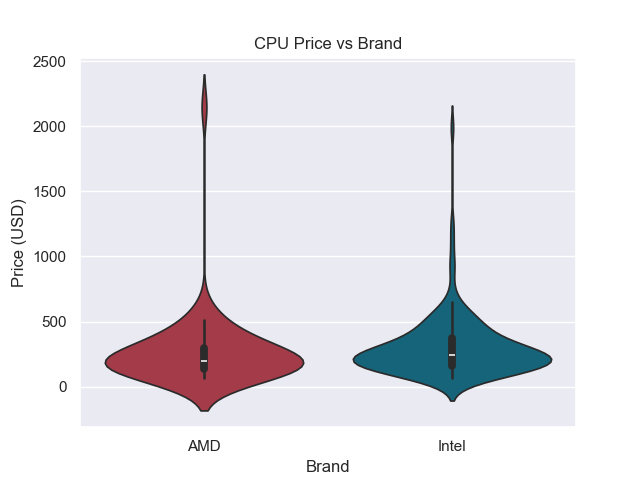 CPU Price vs Brand
2500
2000
1500
1000
500
0
Price (USD)
AMD
Intel
Brand